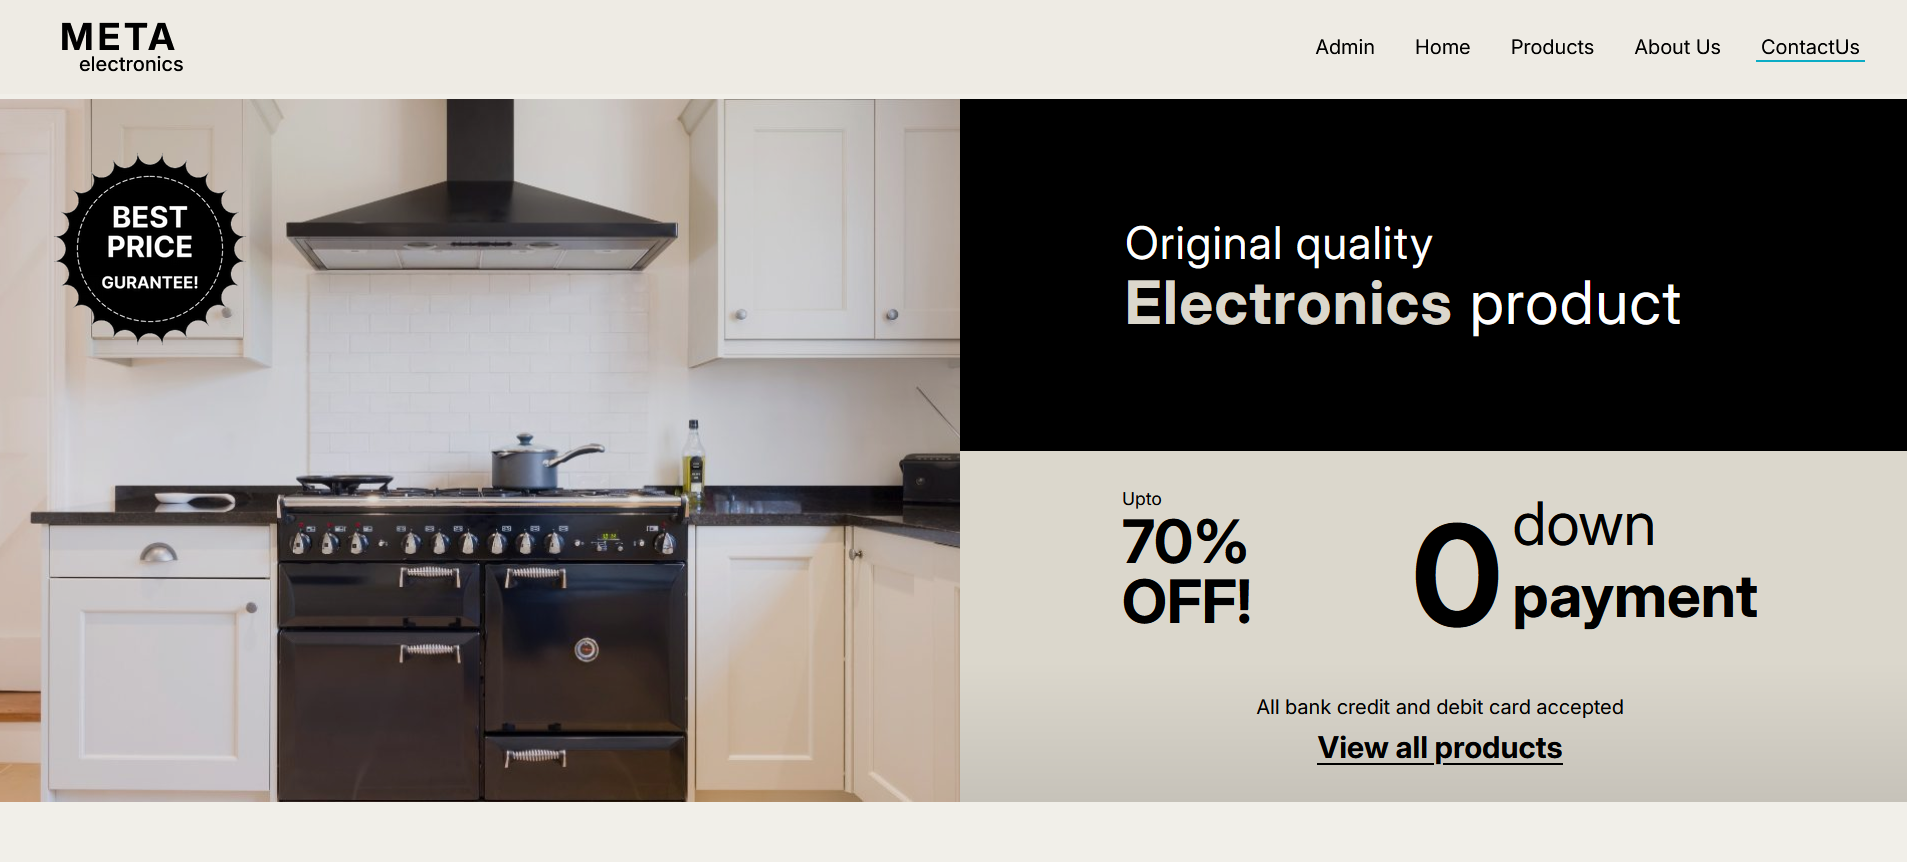 META
electronics
Admin Home Products About Us ContactUs
BEST
PRICE
GURANTEE!
Original quality
Electronics product
Upto
70%
OFF!
0 down
payment
All bank credit and debit card accepted
View all products